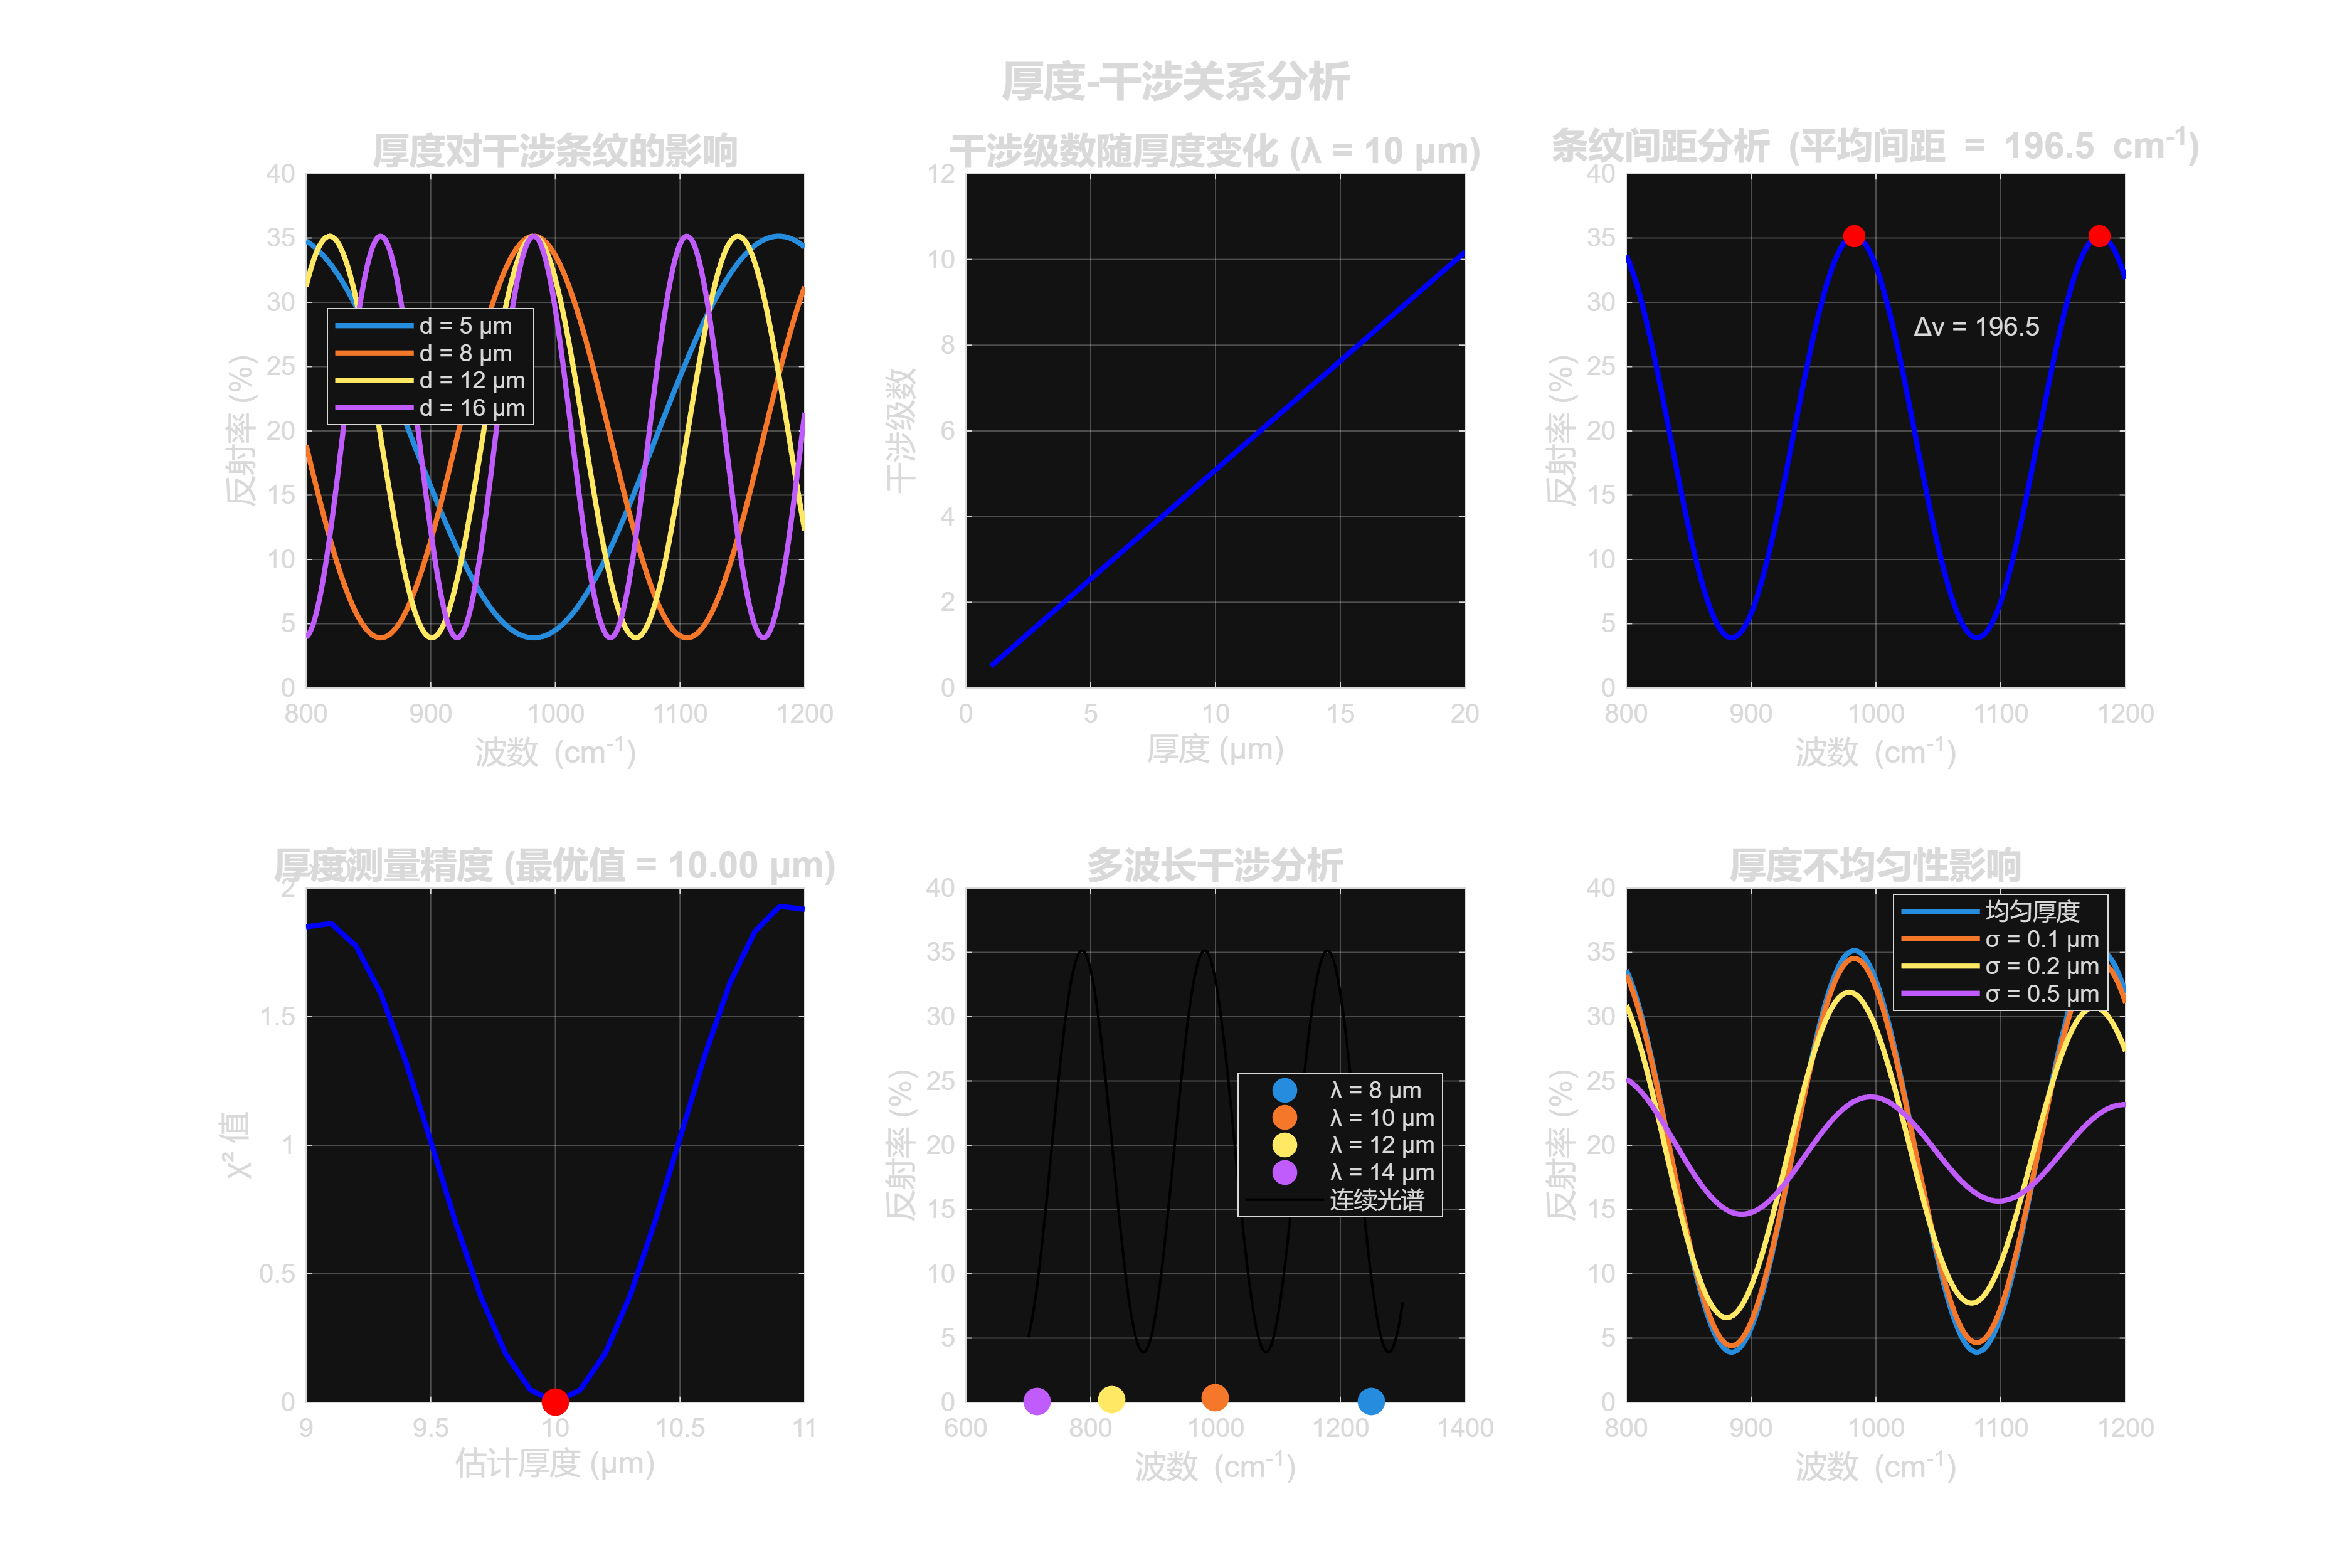 厚度-干涉关系分析
厚度对干涉条纹的影响
40
35
30
25
20
15
10
5
0
800 900 1000 1100 1200
反射率 (%)
波数 (cm⁻¹)
d = 5 µm
d = 8 µm
d = 12 µm
d = 16 µm
干涉级数随厚度变化 (λ = 10 µm)
12
10
8
6
4
2
0
0 5 10 15 20
干涉级数
厚度 (µm)
条纹间距分析 (平均间距 = 196.5 cm⁻¹)
40
35
30
25
20
15
10
5
0
800 900 1000 1100 1200
反射率 (%)
波数 (cm⁻¹)
Δν = 196.5
厚度测量精度 (最优值 = 10.00 µm)
2
1.5
1
0.5
0
9 9.5 10 10.5 11
χ² 值
估计厚度 (µm)
多波长干涉分析
40
35
30
25
20
15
10
5
0
600 800 1000 1200 1400
反射率 (%)
波数 (cm⁻¹)
λ = 8 µm
λ = 10 µm
λ = 12 µm
λ = 14 µm
连续光谱
厚度不均匀性影响
40
35
30
25
20
15
10
5
0
800 900 1000 1100 1200
反射率 (%)
波数 (cm⁻¹)
均匀厚度
σ = 0.1 µm
σ = 0.2 µm
σ = 0.5 µm